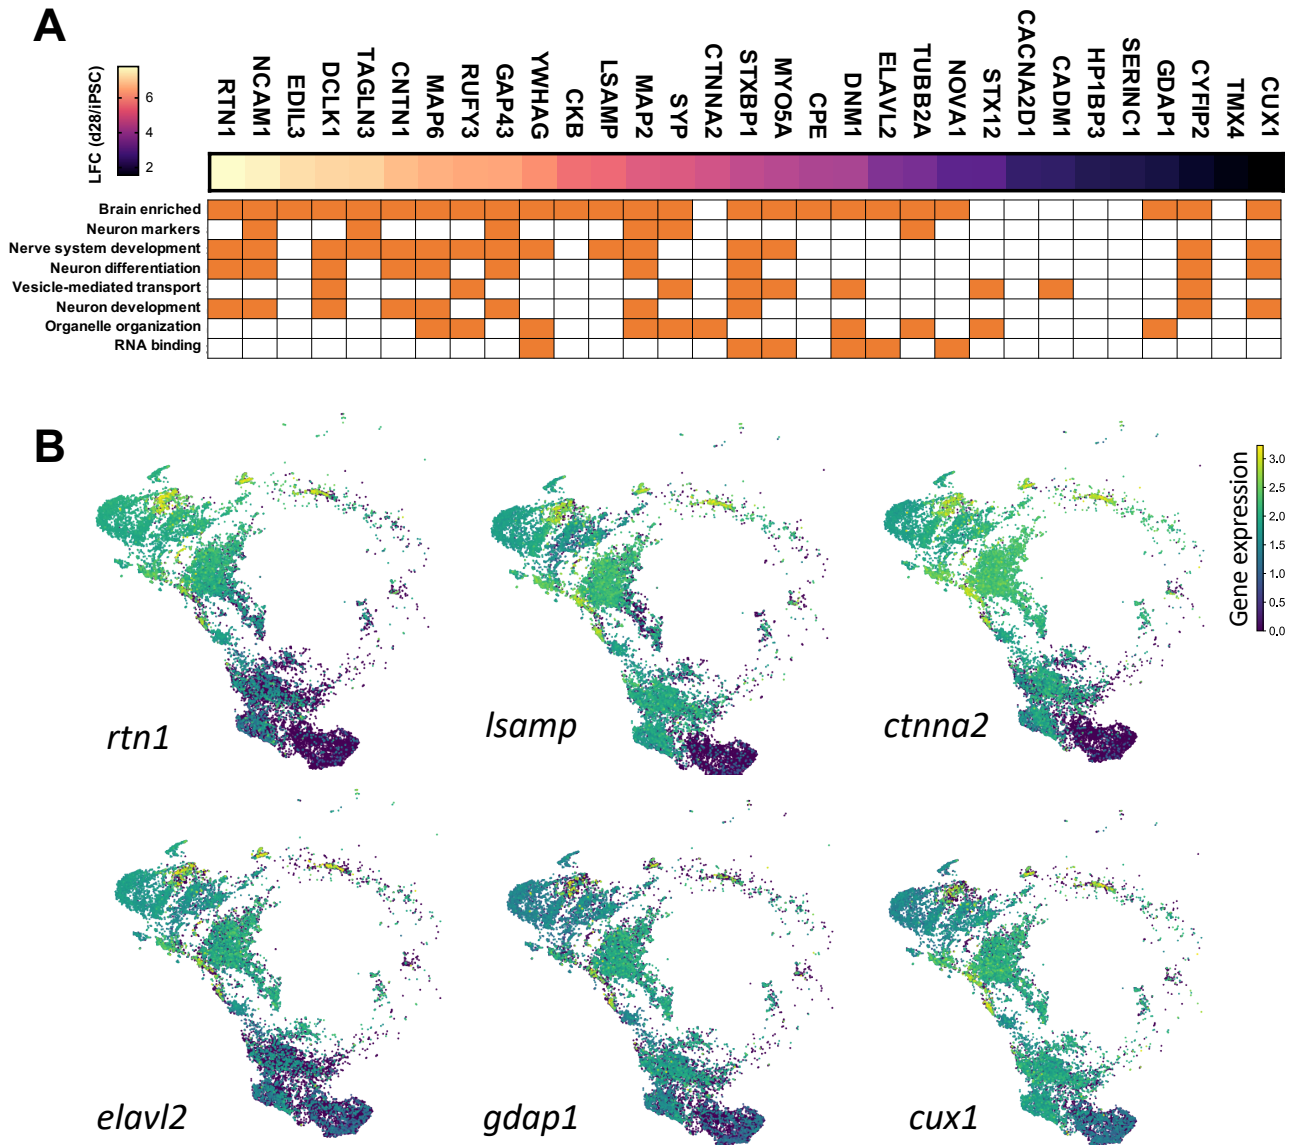 A
LFC (d28/iPSC)
6
4
2
RTN1
NCAM1
EDIL3
DCLK1
TAGLN3
CNTN1
MAP6
RUFY3
GAP43
YWHAG
CKB
LSAMP
MAP2
SYP
CTNNA2
STXBP1
MYO5A
CPE
DNM1
ELAVL2
TUBB2A
NOVA1
STX12
CACNA2D1
CADM1
HP1BP3
SERINC1
GDAP1
CYFIP2
TMX4
CUX1
Brain enriched
Neuron markers
Nerve system development
Neuron differentiation
Vesicle-mediated transport
Neuron development
Organelle organization
RNA binding
B
Gene expression
3.0
2.5
2.0
1.5
1.0
0.5
0.0
rtn1
lsamp
ctnna2
elavl2
gdap1
cux1